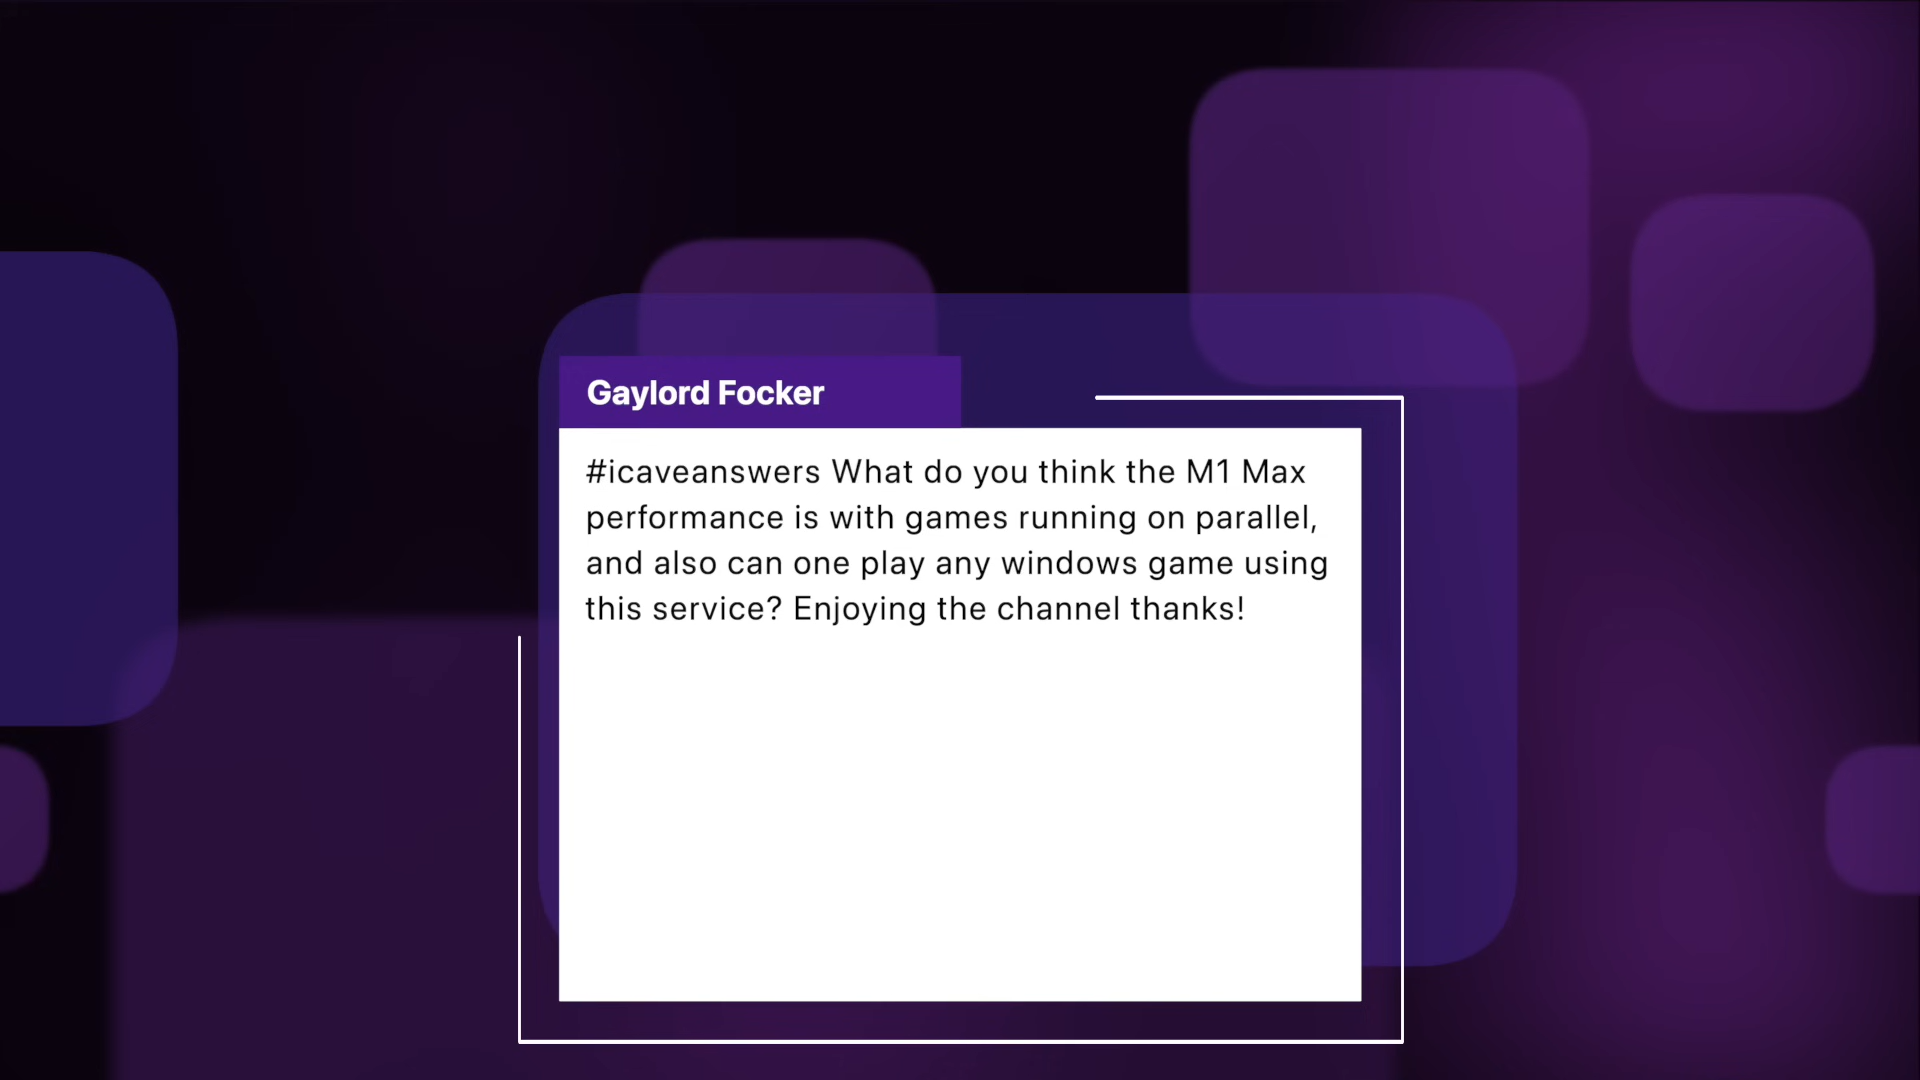 Gaylord Focker
#icaveanswers What do you think the M1 Max
performance is with games running on parallel,
and also can one play any windows game using
this service? Enjoying the channel thanks!